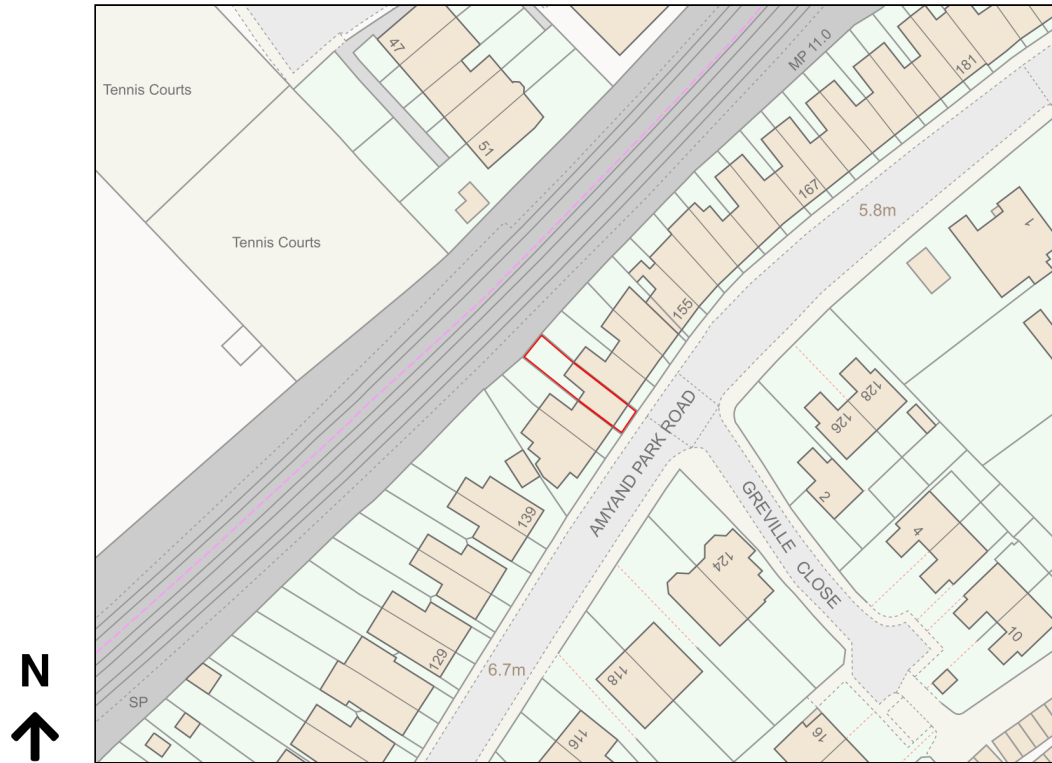 47
MP 11.0
181
Tennis Courts
51
167
5.8m
1
Tennis Courts
155
128
126
AMYAND PARK ROAD
2
GREVILLE CLOSE
139
4
124
10
129
6.7m
118
N
SP
116
16